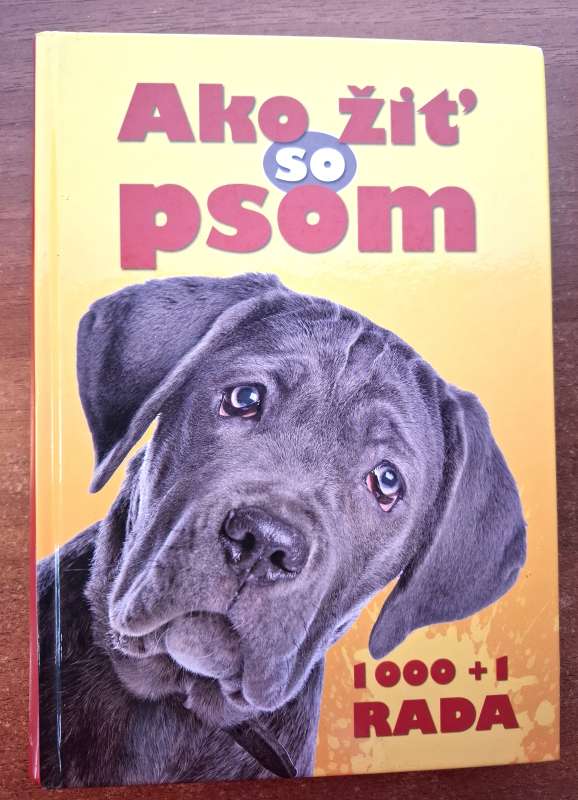 Ako žiť
so
psom
1000 + 1
RADA